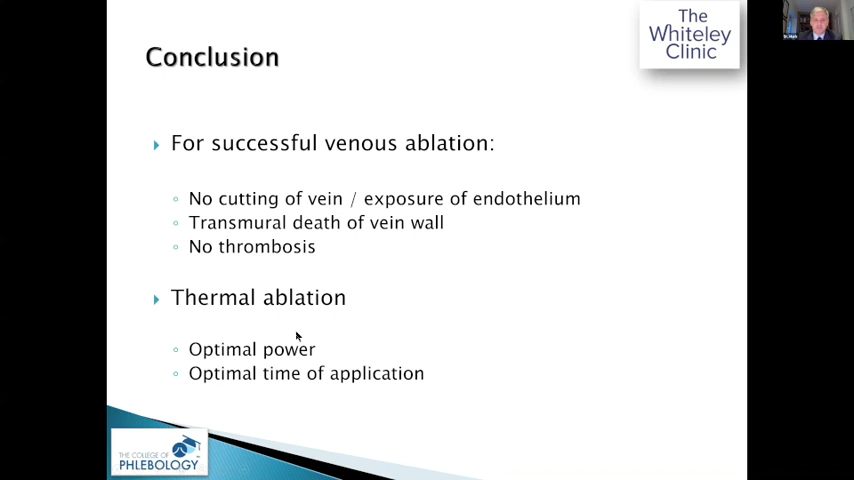 The
Whiteley
Clinic
Conclusion
For successful venous ablation:
No cutting of vein / exposure of endothelium
Transmural death of vein wall
No thrombosis
Thermal ablation
Optimal power
Optimal time of application
THE COLLEGE OF
PHLEBOLOGY